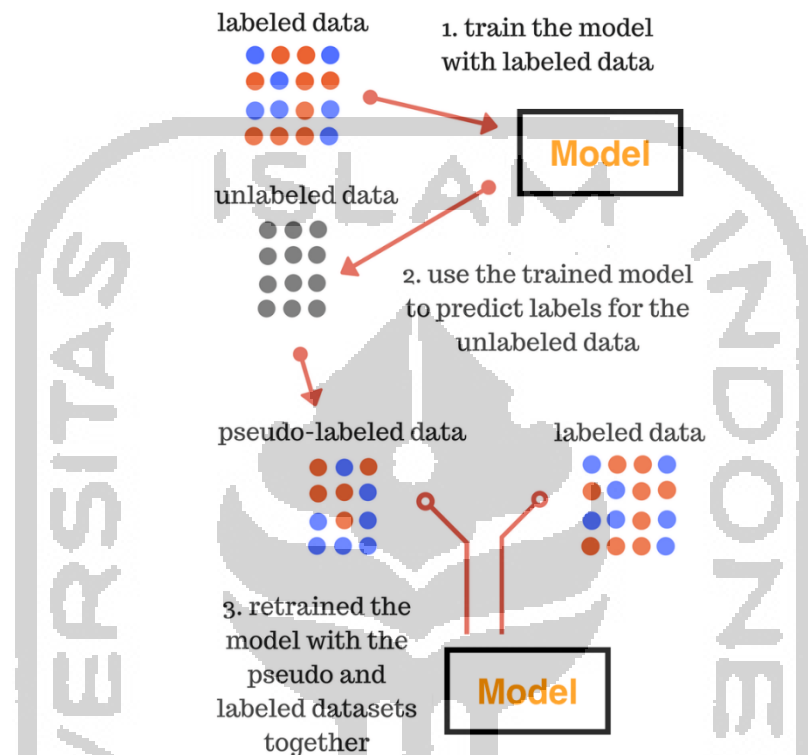 labeled data
1. train the model
with labeled data
Model
unlabeled data
2. use the trained model
to predict labels for the
unlabeled data
pseudo-labeled data
labeled data
3. retrained the
model with the
pseudo and
labeled datasets
together
Model
ISLAM